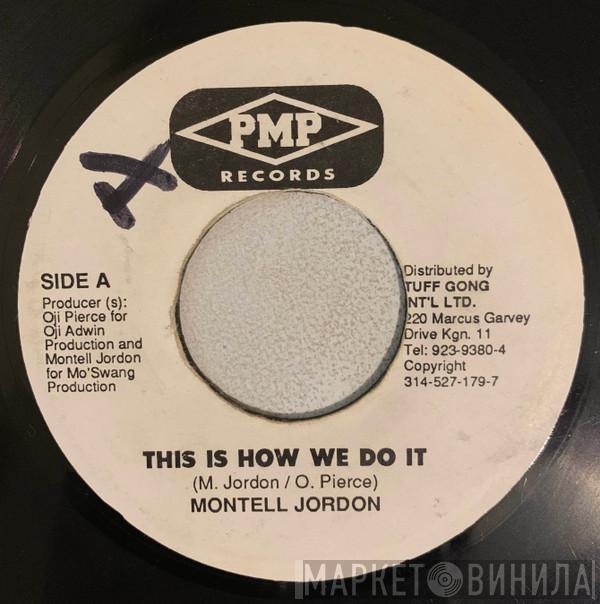 PMP
RECORDS
SIDE A
Producer (s):
Oji Pierce for
Oji Adwin
Production and
Montell Jordon
for Mo'Swang
Production
Distributed by
TUFF GONG
INT'L LTD.
220 Marcus Garvey
Drive Kgn. 11
Tel: 923-9380-4
Copyright
314-527-179-7
THIS IS HOW WE DO IT
(M. Jordon / O. Pierce)
MONTELL JORDON
МАРКЕТ ВИНИЛА